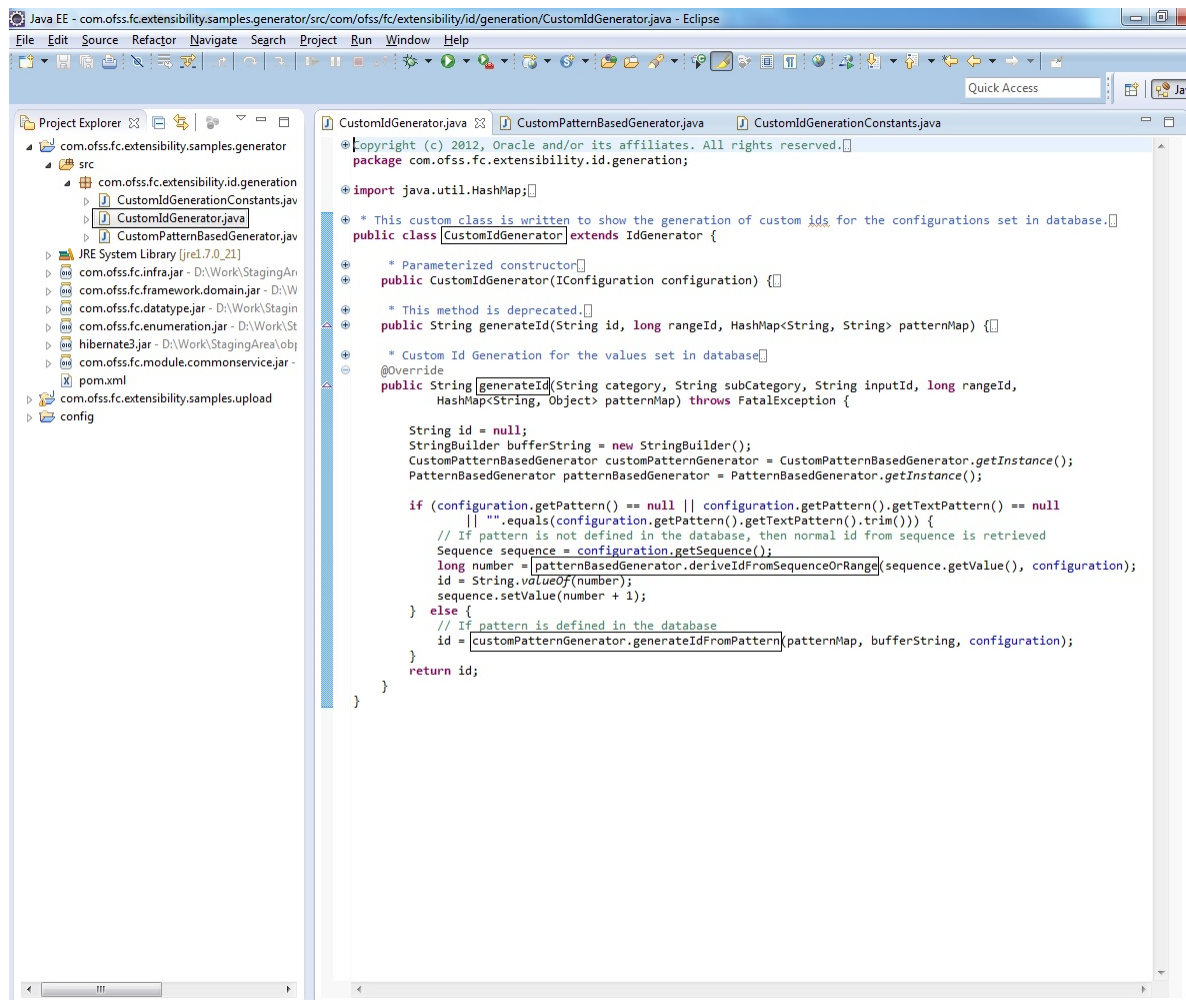 Java EE - com.ofss.fc.extensibility.samples.generator/src/com/ofss/fc/extensibility/id/generation/CustomIdGenerator.java - Eclipse
File Edit Source Refactor Navigate Search Project Run Window Help
Quick Access
Ja
Project Explorer
com.ofss.fc.extensibility.samples.generator
src
com.ofss.fc.extensibility.id.generation
CustomIdGenerationConstants.jav
CustomIdGenerator.java
CustomPatternBasedGenerator.jav
JRE System Library [jre1.7.0_21]
com.ofss.fc.infra.jar - D:\Work\StagingAre
com.ofss.fc.framework.domain.jar - D:\W
com.ofss.fc.datatype.jar - D:\Work\Stagin
com.ofss.fc.enumeration.jar - D:\Work\St
hibernate3.jar - D:\Work\StagingArea\obj
com.ofss.fc.module.commonservice.jar -
pom.xml
com.ofss.fc.extensibility.samples.upload
config
CustomIdGenerator.java CustomPatternBasedGenerator.java CustomIdGenerationConstants.java
Copyright (c) 2012, Oracle and/or its affiliates. All rights reserved.
package com.ofss.fc.extensibility.id.generation;
import java.util.HashMap;
* This custom class is written to show the generation of custom ids for the configurations set in database.
public class CustomIdGenerator extends IdGenerator {
* Parameterized constructor
public CustomIdGenerator(IConfiguration configuration) {
* This method is deprecated.
public String generateId(String id, long rangeId, HashMap<String, String> patternMap) {
* Custom Id Generation for the values set in database
@Override
public String generateId(String category, String subCategory, String inputId, long rangeId,
HashMap<String, Object> patternMap) throws FatalException {
String id = null;
StringBuilder bufferString = new StringBuilder();
CustomPatternBasedGenerator customPatternGenerator = CustomPatternBasedGenerator.getInstance();
PatternBasedGenerator patternBasedGenerator = PatternBasedGenerator.getInstance();
if (configuration.getPattern() == null || configuration.getPattern().getTextPattern() == null
|| "".equals(configuration.getPattern().getTextPattern().trim())) {
// If pattern is not defined in the database, then normal id from sequence is retrieved
Sequence sequence = configuration.getSequence();
long number = patternBasedGenerator.deriveIdFromSequenceOrRange(sequence.getValue(), configuration);
id = String.valueOf(number);
sequence.setValue(number + 1);
} else {
// If pattern is defined in the database
id = customPatternGenerator.generateIdFromPattern(patternMap, bufferString, configuration);
}
return id;
}
}